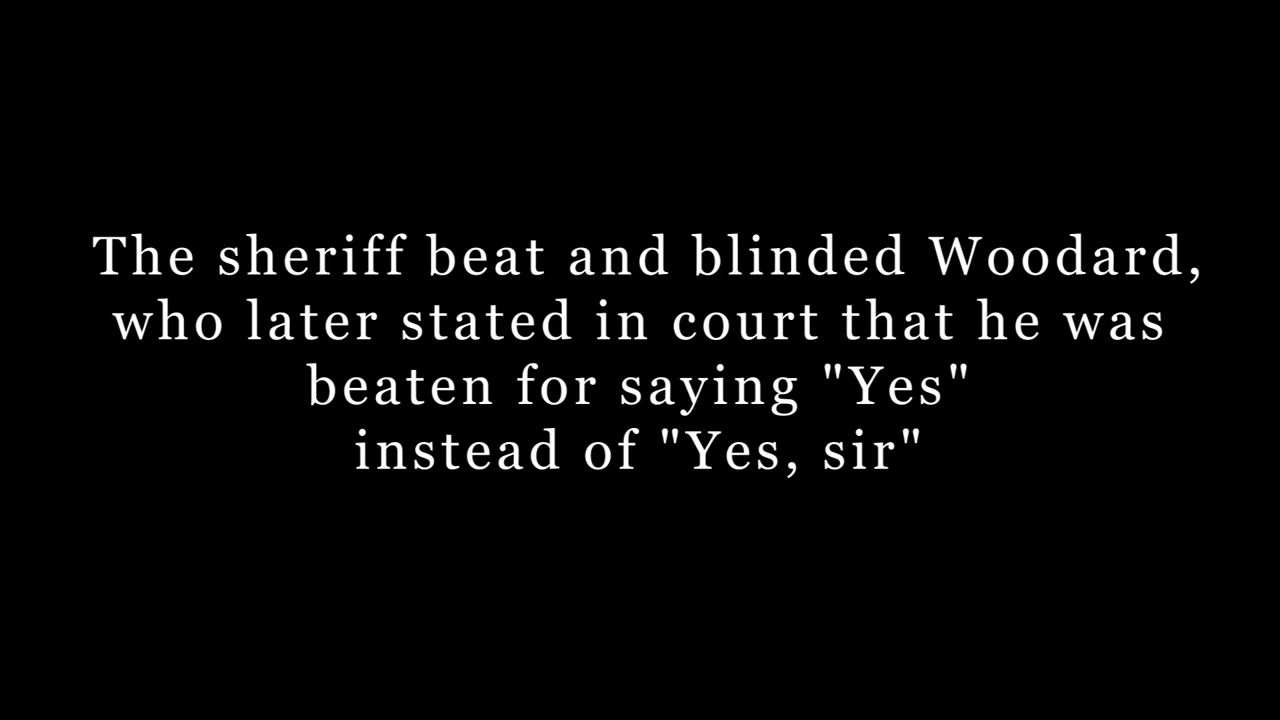 The sheriff beat and blinded Woodard,
who later stated in court that he was
beaten for saying "Yes"
instead of "Yes, sir"